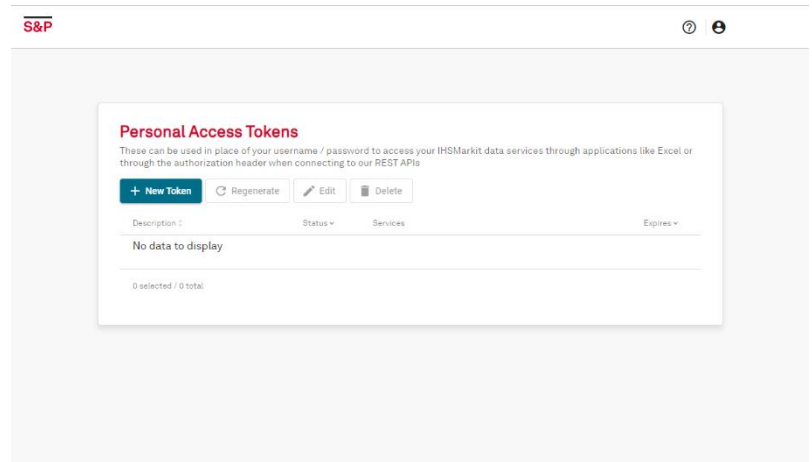 S&P
Personal Access Tokens
These can be used in place of your username / password to access your IHSMarkit data services through applications like Excel or
through the authorization header when connecting to our REST APIs
+ New Token Regenerate Edit Delete
Description Status Services Expires
No data to display
0 selected / 0 total